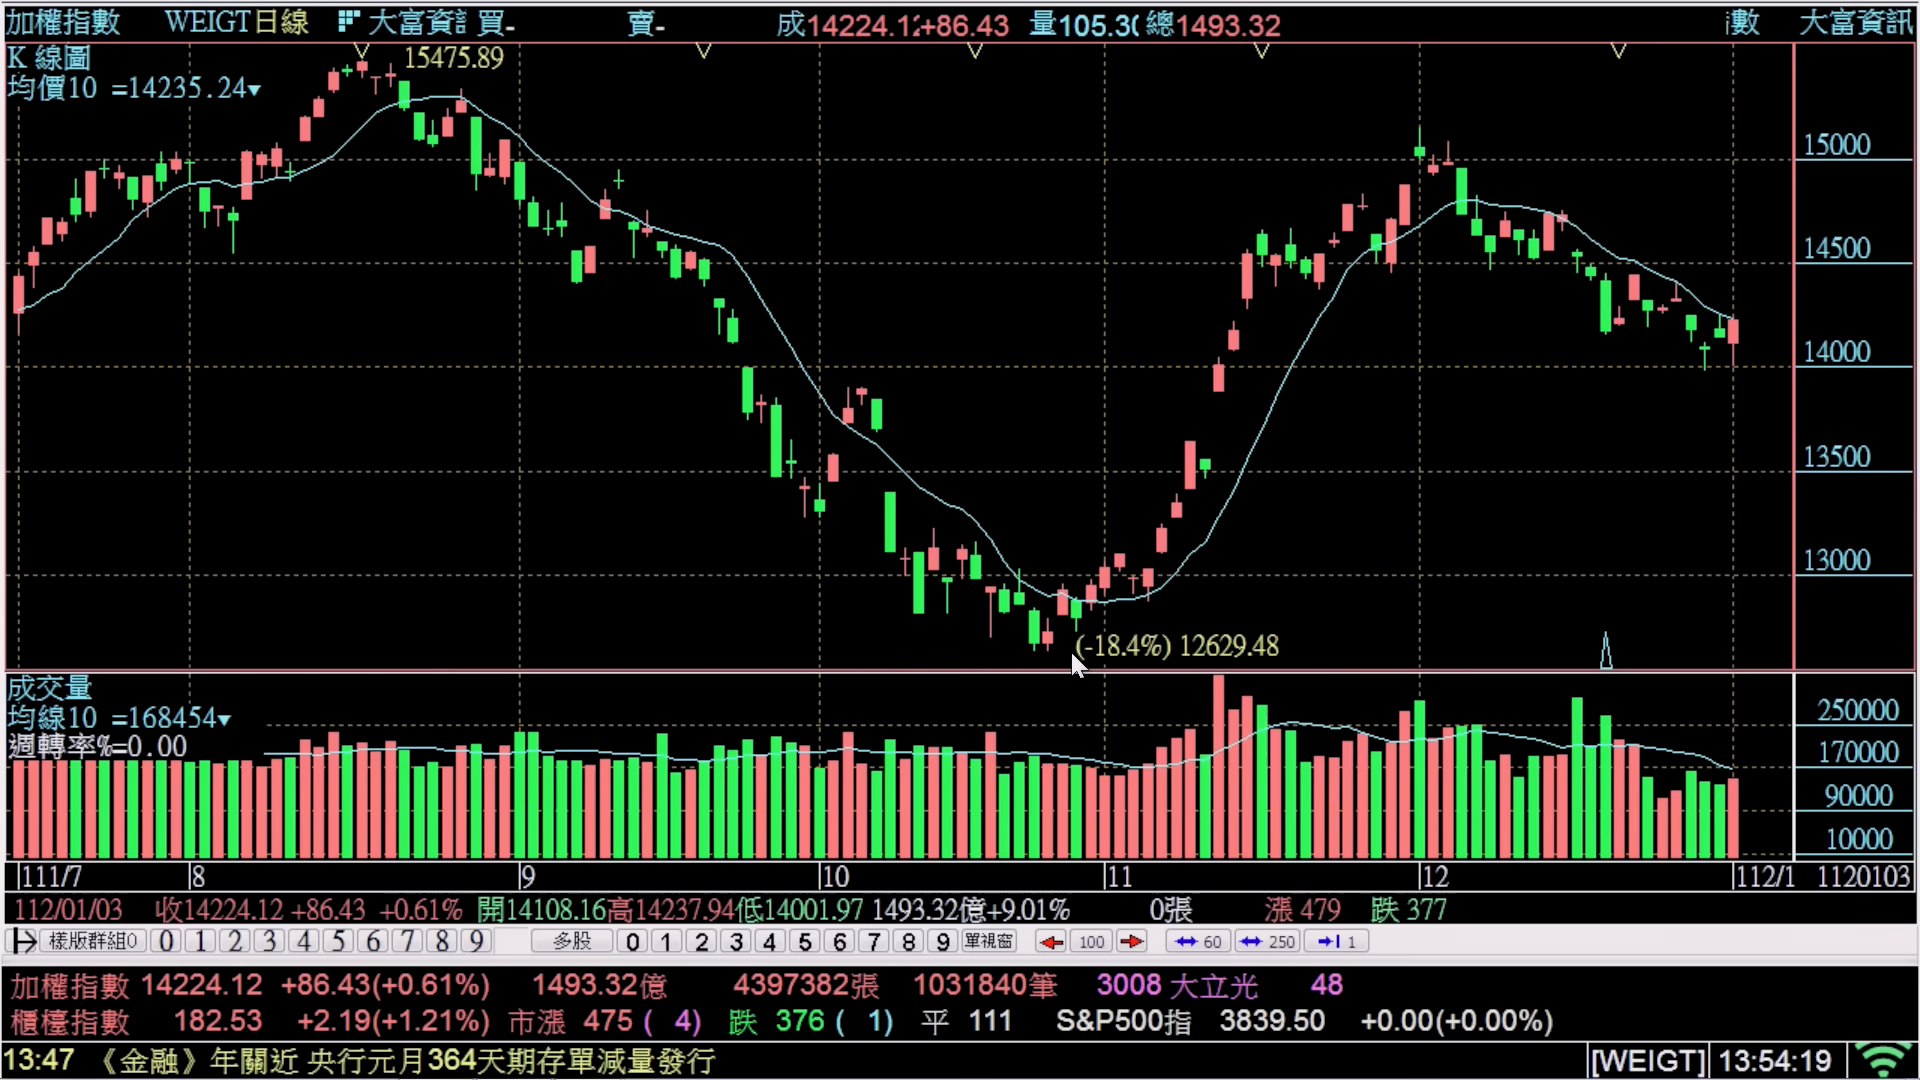 加權指數 WEIGT日線 大富資訊 買- 賣- 成14224.12+86.43 量105.30 總1493.32 數 大富資訊
K 線圖
15475.89
均價10 =14235.24▼
15000
14500
14000
13500
13000
(-18.4%) 12629.48
成交量
均線10 =168454▼
週轉率%=0.00
250000
170000
90000
10000
111/7 8 9 10 11 12 112/1 1120103
112/01/03 收14224.12 +86.43 +0.61% 開14108.16高14237.94低14001.97 1493.32億+9.01% 0張 漲 479 跌 377
樣版群組0 0 1 2 3 4 5 6 7 8 9 多股 0 1 2 3 4 5 6 7 8 9 單視窗 100 60 250 1
加權指數 14224.12 +86.43(+0.61%) 1493.32億 4397382張 1031840筆 3008 大立光 48
櫃檯指數 182.53 +2.19(+1.21%) 市漲 475 ( 4) 跌 376 ( 1) 平 111 S&P500指 3839.50 +0.00(+0.00%)
13:47 《金融》年關近 央行元月364天期存單減量發行 [WEIGT] 13:54:19